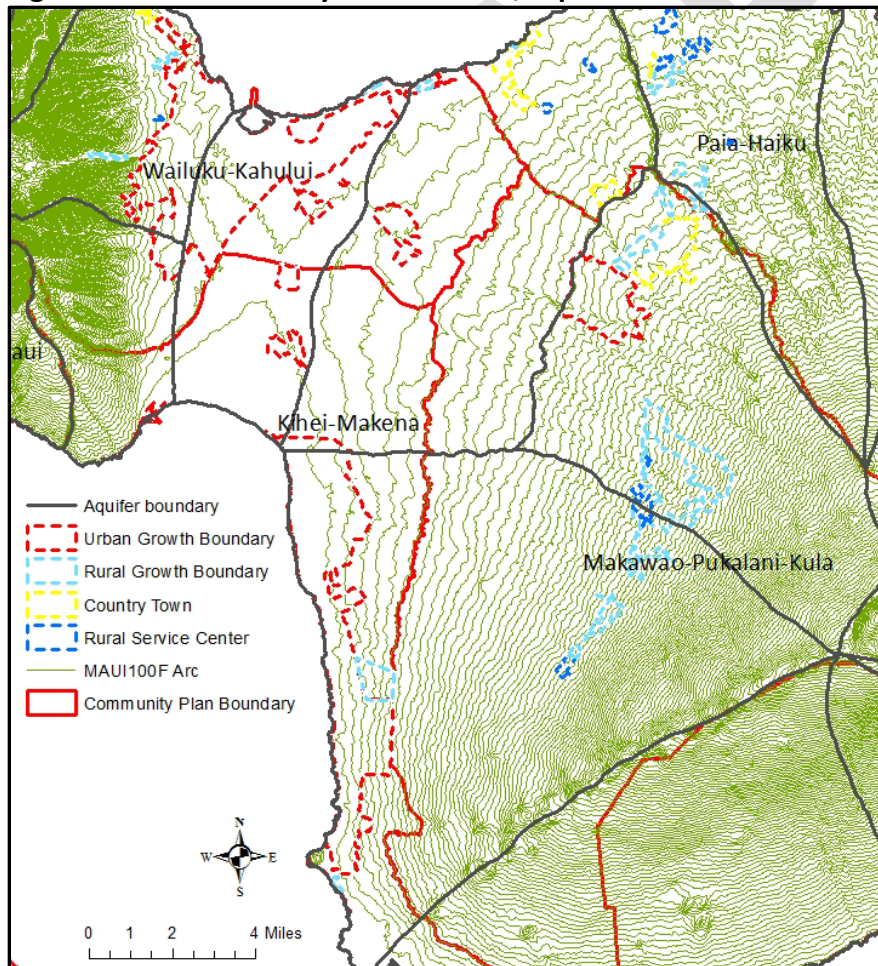 Paia-Haiku
Wailuku-Kahului
aui
Kihei-Makena
Aquifer boundary
Urban Growth Boundary
Rural Growth Boundary
Makawao-Pukalani-Kula
Country Town
Rural Service Center
MAUI100F Arc
Community Plan Boundary
N
W E
S
0 1 2 4 Miles